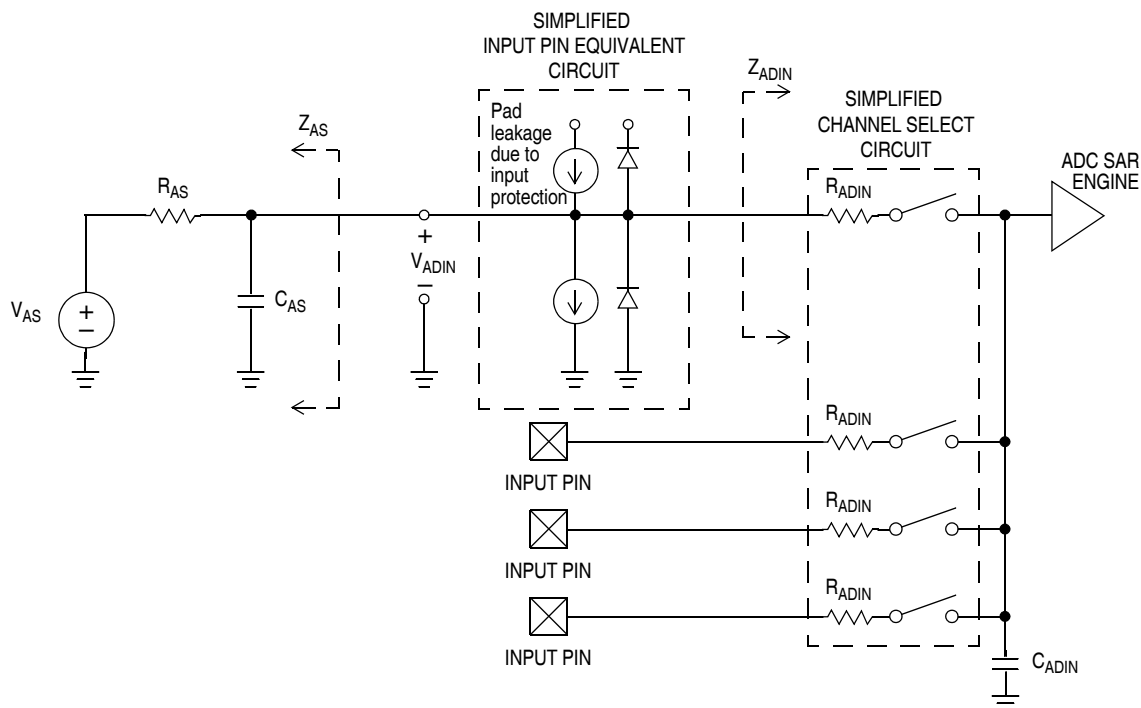 SIMPLIFIED
INPUT PIN EQUIVALENT
CIRCUIT
Z_ADIN
SIMPLIFIED
CHANNEL SELECT
CIRCUIT
Pad
leakage
due to
input
protection
Z_AS
R_AS
R_ADIN
ADC SAR
ENGINE
+
V_ADIN
−
V_AS
+
−
C_AS
R_ADIN
INPUT PIN
R_ADIN
INPUT PIN
R_ADIN
INPUT PIN
C_ADIN